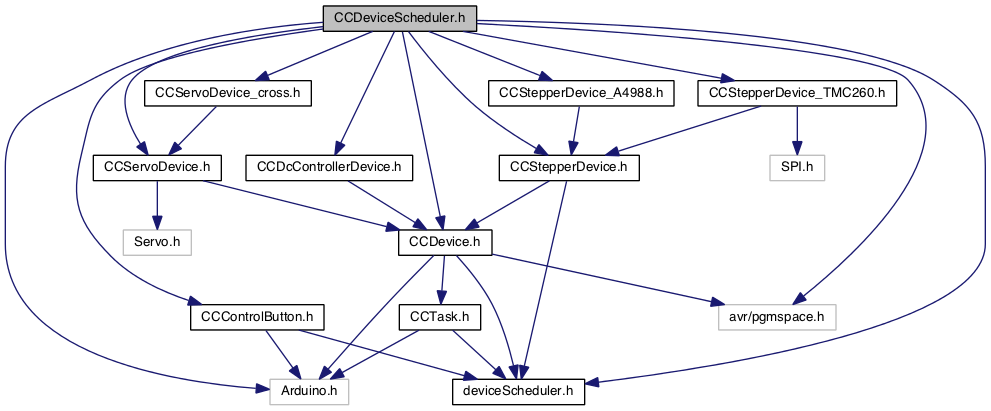 CCDeviceScheduler.h
CCServoDevice_cross.h
CCStepperDevice_A4988.h
CCStepperDevice_TMC260.h
CCServoDevice.h
CCDcControllerDevice.h
CCStepperDevice.h
SPI.h
Servo.h
CCDevice.h
CCControlButton.h
CCTask.h
avr/pgmspace.h
Arduino.h
deviceScheduler.h